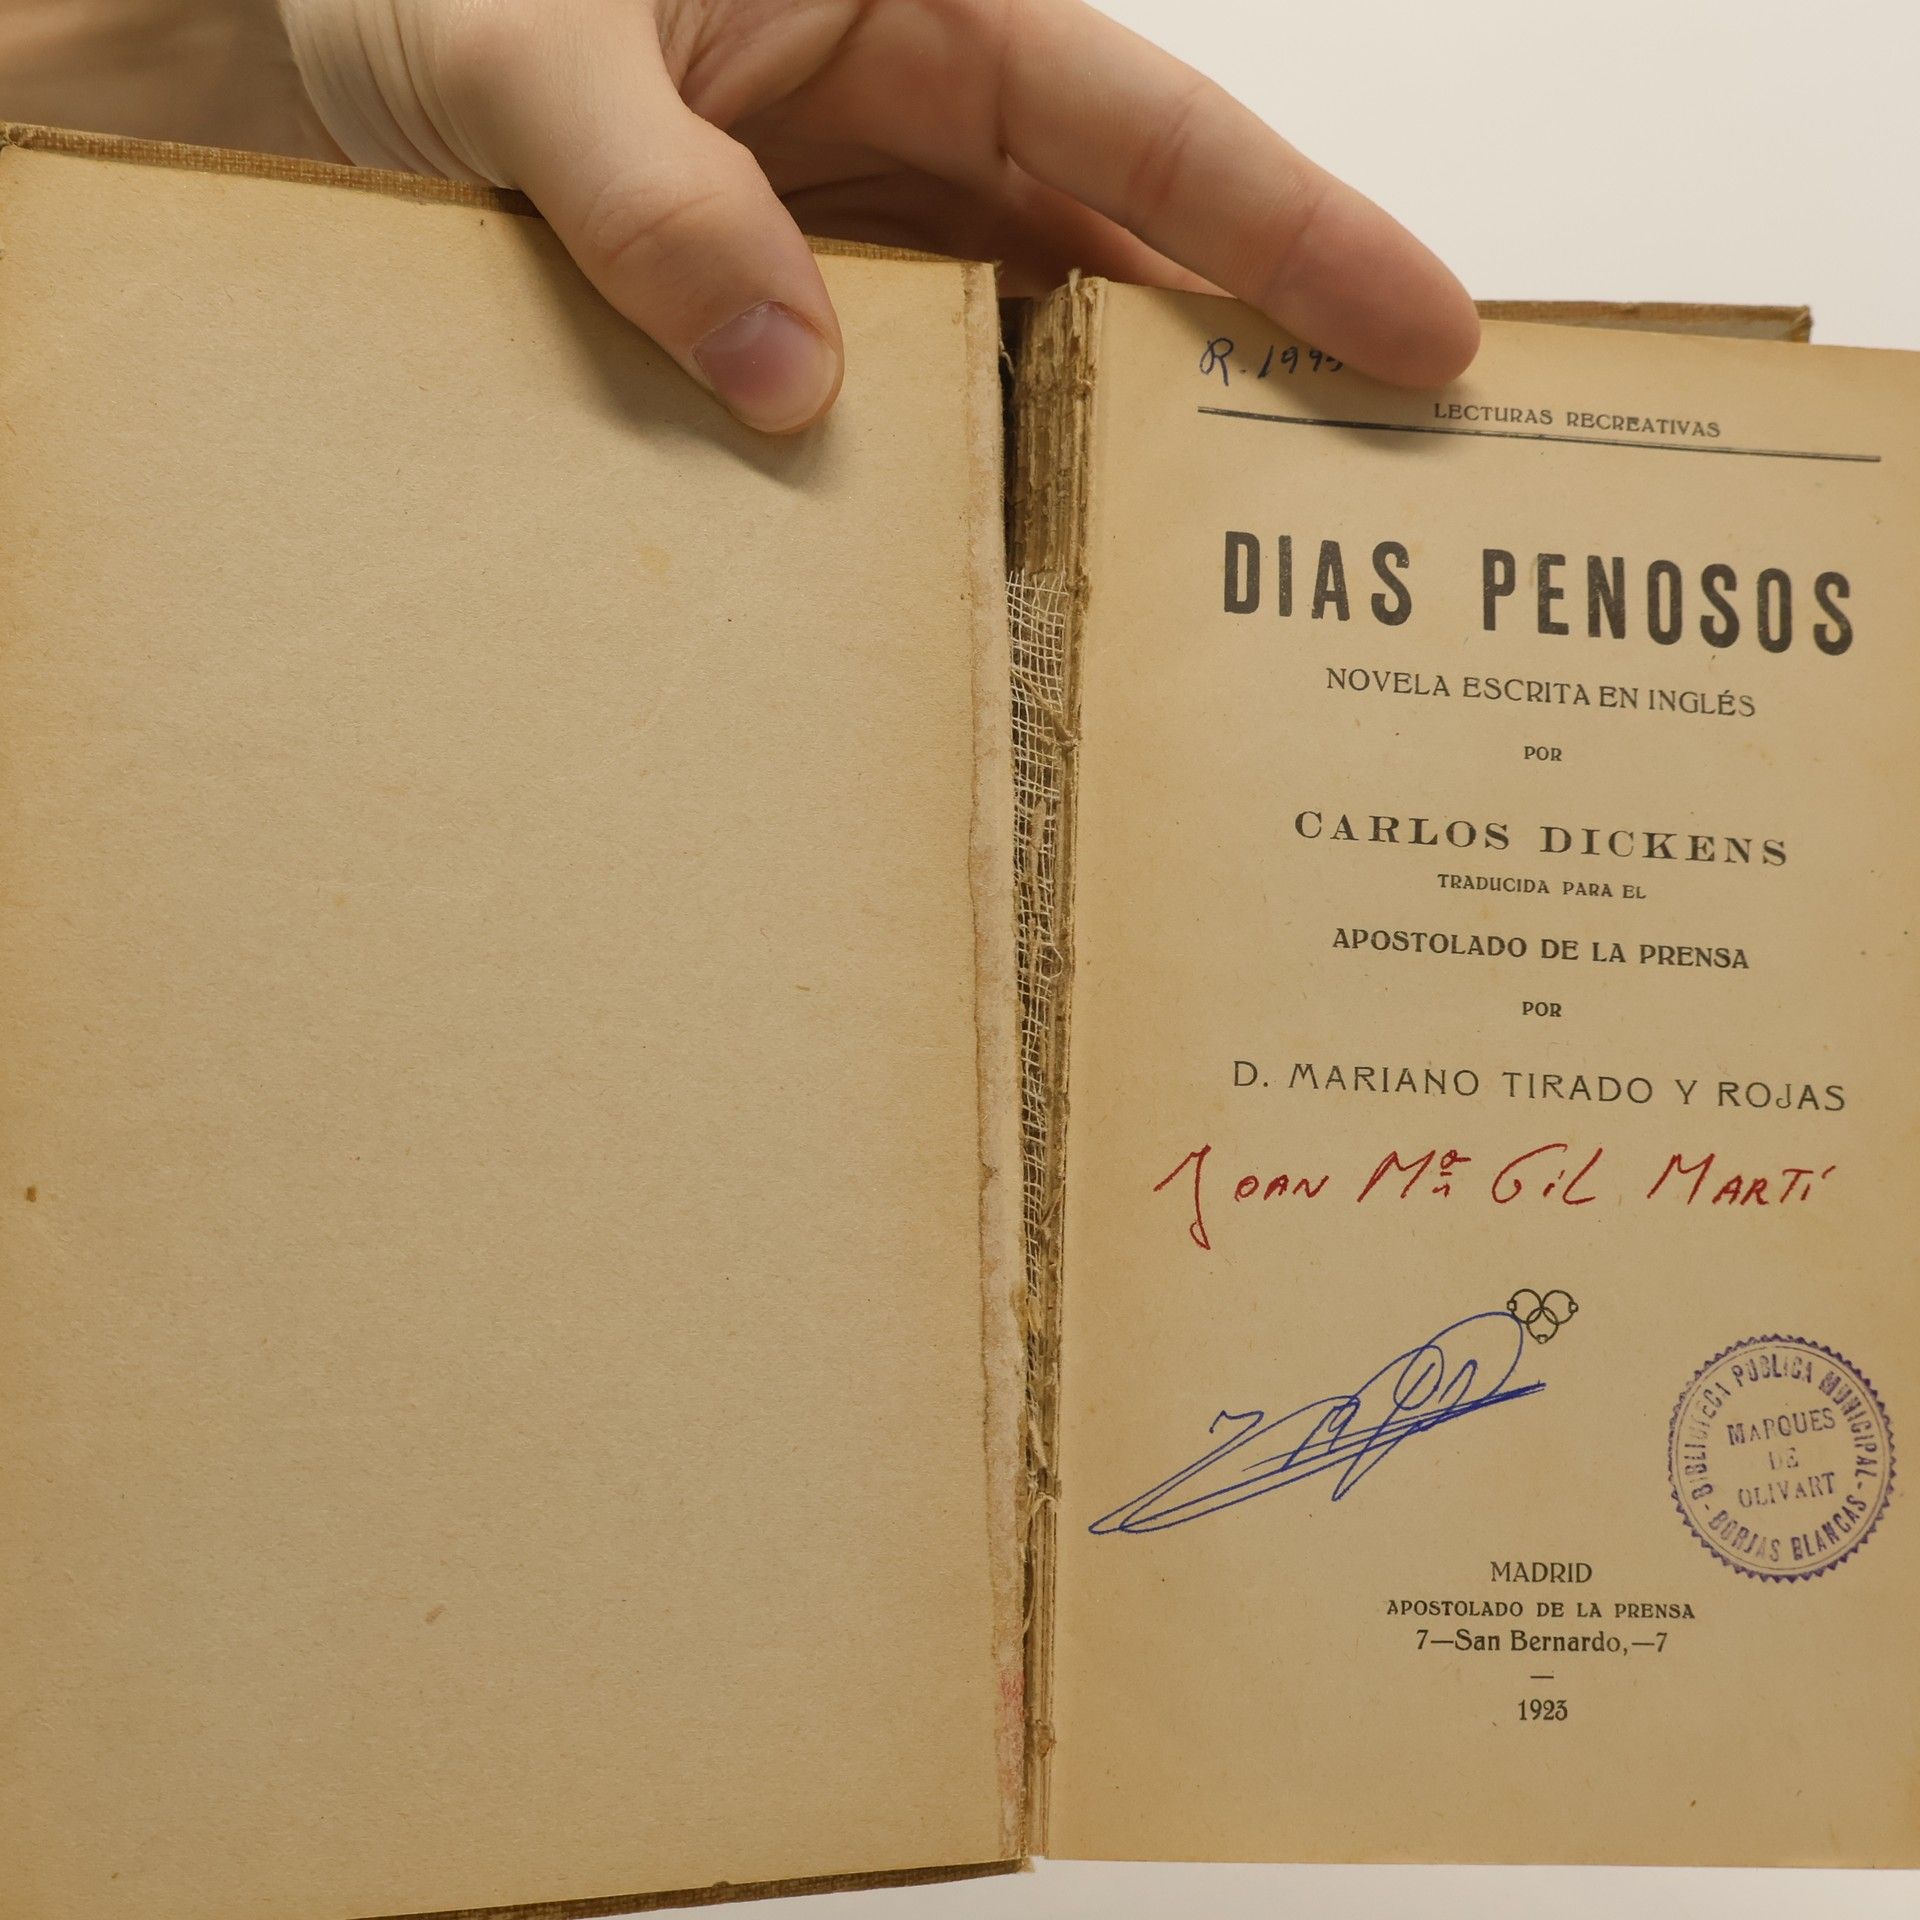 R. 1995
LECTURAS RECREATIVAS
DIAS PENOSOS
NOVELA ESCRITA EN INGLÉS
POR
CARLOS DICKENS
TRADUCIDA PARA EL
APOSTOLADO DE LA PRENSA
POR
D. MARIANO TIRADO Y ROJAS
JOAN Mª GIL MARTÍ
BIBLIOTECA PUBLICA MUNICIPAL
MARQUES
DE
OLIVART
- BORJAS BLANCAS -
MADRID
APOSTOLADO DE LA PRENSA
7—San Bernardo,—7
1923